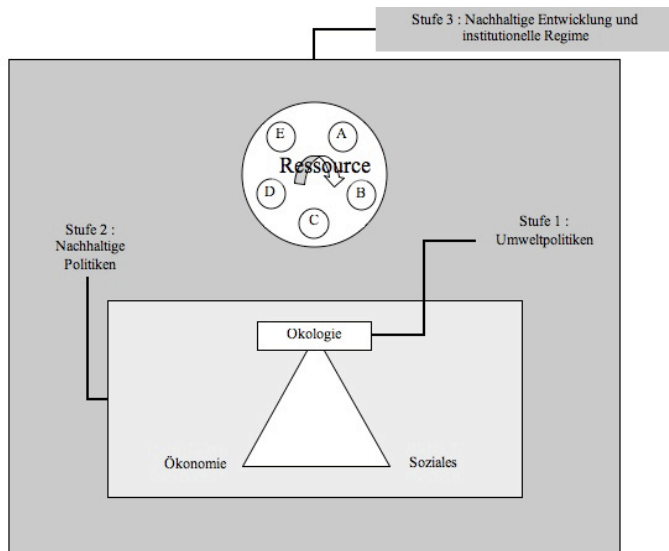 Stufe 3 : Nachhaltige Entwicklung und
institutionelle Regime
E
A
Ressource
D
B
C
Stufe 2 :
Nachhaltige
Politiken
Stufe 1 :
Umweltpolitiken
Okologie
Ökonomie
Soziales